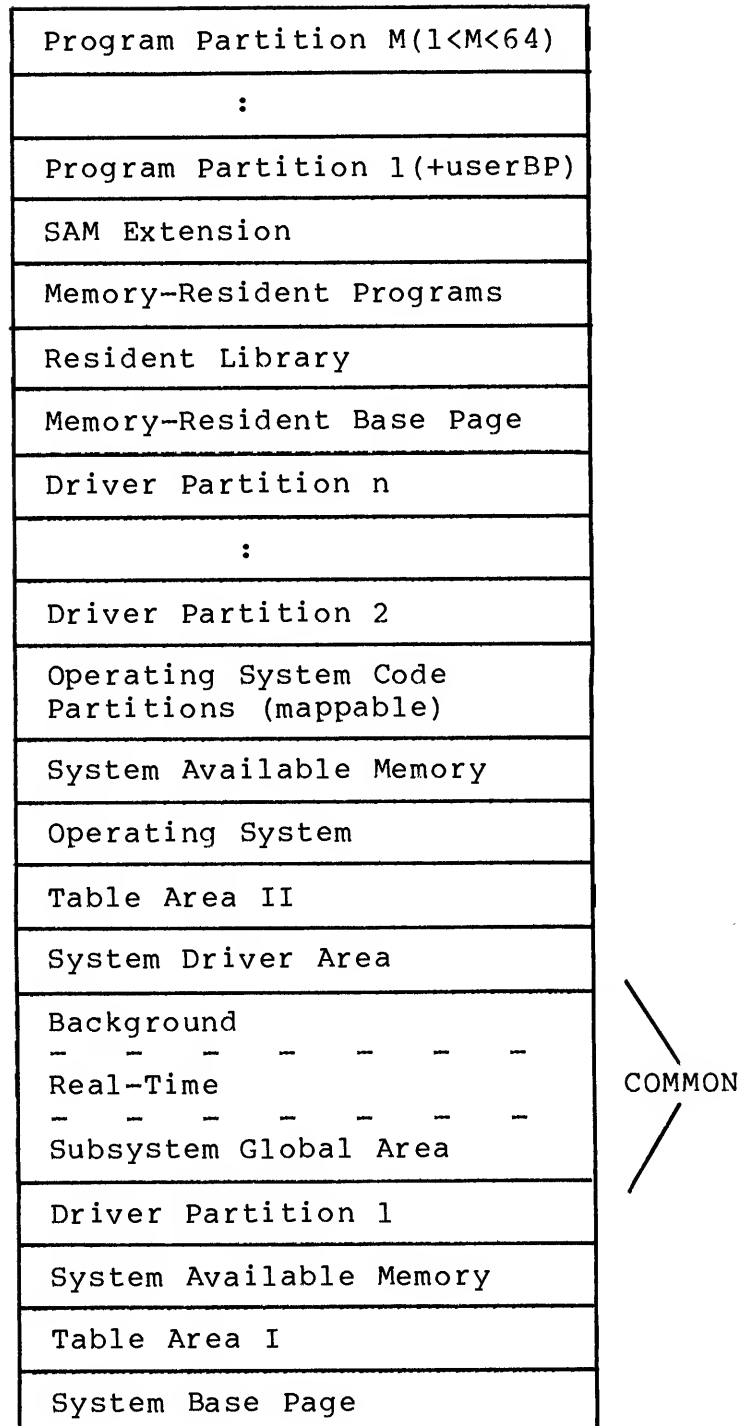 Program Partition M(1<M<64)
:
Program Partition 1(+userBP)
SAM Extension
Memory-Resident Programs
Resident Library
Memory-Resident Base Page
Driver Partition n
:
Driver Partition 2
Operating System Code
Partitions (mappable)
System Available Memory
Operating System
Table Area II
System Driver Area
Background
Real-Time
COMMON
Subsystem Global Area
Driver Partition 1
System Available Memory
Table Area I
System Base Page